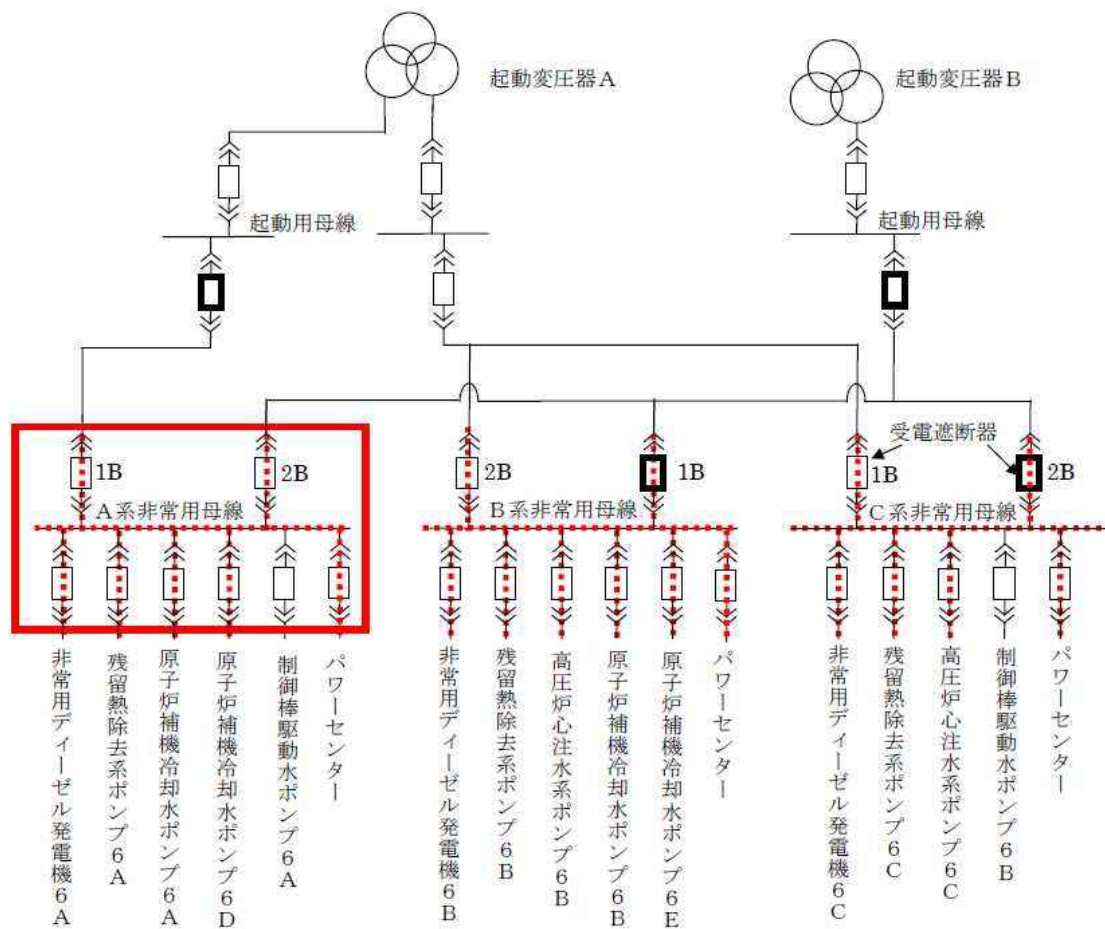 起動変圧器A
起動変圧器B
起動用母線
起動用母線
受電遮断器
1B
2B
2B
1B
1B
2B
A系非常用母線
B系非常用母線
C系非常用母線
非常用ディーゼル発電機6A
残留熱除去系ポンプ6A
原子炉補機冷却水ポンプ6A
原子炉補機冷却水ポンプ6D
制御棒駆動水ポンプ6A
パワーセンター
非常用ディーゼル発電機6B
残留熱除去系ポンプ6B
高圧炉心注水系ポンプ6B
原子炉補機冷却水ポンプ6B
原子炉補機冷却水ポンプ6E
パワーセンター
非常用ディーゼル発電機6C
残留熱除去系ポンプ6C
高圧炉心注水系ポンプ6C
制御棒駆動水ポンプ6B
パワーセンター